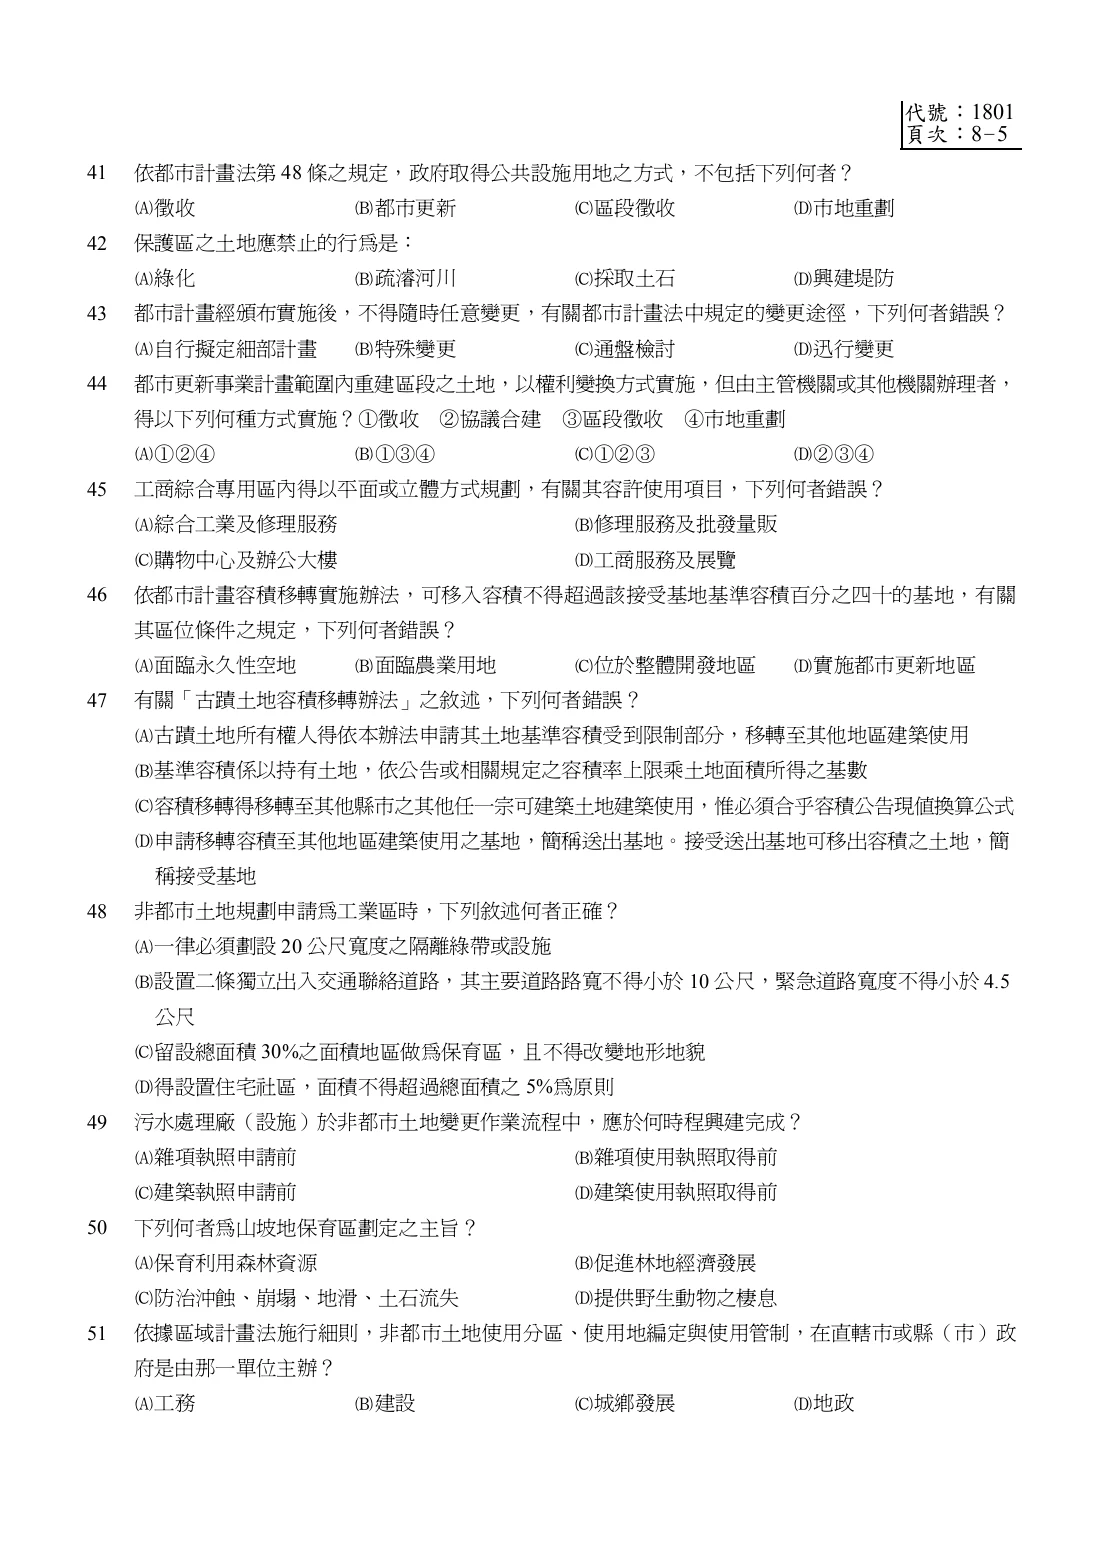 代號：1801
頁次：8－5
41 依都市計畫法第 48 條之規定，政府取得公共設施用地之方式，不包括下列何者？
(A)徵收 (B)都市更新 (C)區段徵收 (D)市地重劃
42 保護區之土地應禁止的行為是：
(A)綠化 (B)疏濬河川 (C)採取土石 (D)興建堤防
43 都市計畫經頒布實施後，不得隨時任意變更，有關都市計畫法中規定的變更途徑，下列何者錯誤？
(A)自行擬定細部計畫 (B)特殊變更 (C)通盤檢討 (D)迅行變更
44 都市更新事業計畫範圍內重建區段之土地，以權利變換方式實施，但由主管機關或其他機關辦理者，
得以下列何種方式實施？①徵收 ②協議合建 ③區段徵收 ④市地重劃
(A)①②④ (B)①③④ (C)①②③ (D)②③④
45 工商綜合專用區內得以平面或立體方式規劃，有關其容許使用項目，下列何者錯誤？
(A)綜合工業及修理服務 (B)修理服務及批發量販
(C)購物中心及辦公大樓 (D)工商服務及展覽
46 依都市計畫容積移轉實施辦法，可移入容積不得超過該接受基地基準容積百分之四十的基地，有關
其區位條件之規定，下列何者錯誤？
(A)面臨永久性空地 (B)面臨農業用地 (C)位於整體開發地區 (D)實施都市更新地區
47 有關「古蹟土地容積移轉辦法」之敘述，下列何者錯誤？
(A)古蹟土地所有權人得依本辦法申請其土地基準容積受到限制部分，移轉至其他地區建築使用
(B)基準容積係以持有土地，依公告或相關規定之容積率上限乘土地面積所得之基數
(C)容積移轉得移轉至其他縣市之其他任一宗可建築土地建築使用，惟必須合乎容積公告現值換算公式
(D)申請移轉容積至其他地區建築使用之基地，簡稱送出基地。接受送出基地可移出容積之土地，簡
稱接受基地
48 非都市土地規劃申請為工業區時，下列敘述何者正確？
(A)一律必須劃設 20 公尺寬度之隔離綠帶或設施
(B)設置二條獨立出入交通聯絡道路，其主要道路路寬不得小於 10 公尺，緊急道路寬度不得小於 4.5
公尺
(C)留設總面積 30%之面積地區做為保育區，且不得改變地形地貌
(D)得設置住宅社區，面積不得超過總面積之 5%為原則
49 污水處理廠（設施）於非都市土地變更作業流程中，應於何時程興建完成？
(A)雜項執照申請前 (B)雜項使用執照取得前
(C)建築執照申請前 (D)建築使用執照取得前
50 下列何者為山坡地保育區劃定之主旨？
(A)保育利用森林資源 (B)促進林地經濟發展
(C)防治沖蝕、崩塌、地滑、土石流失 (D)提供野生動物之棲息
51 依據區域計畫法施行細則，非都市土地使用分區、使用地編定與使用管制，在直轄市或縣（市）政
府是由那一單位主辦？
(A)工務 (B)建設 (C)城鄉發展 (D)地政